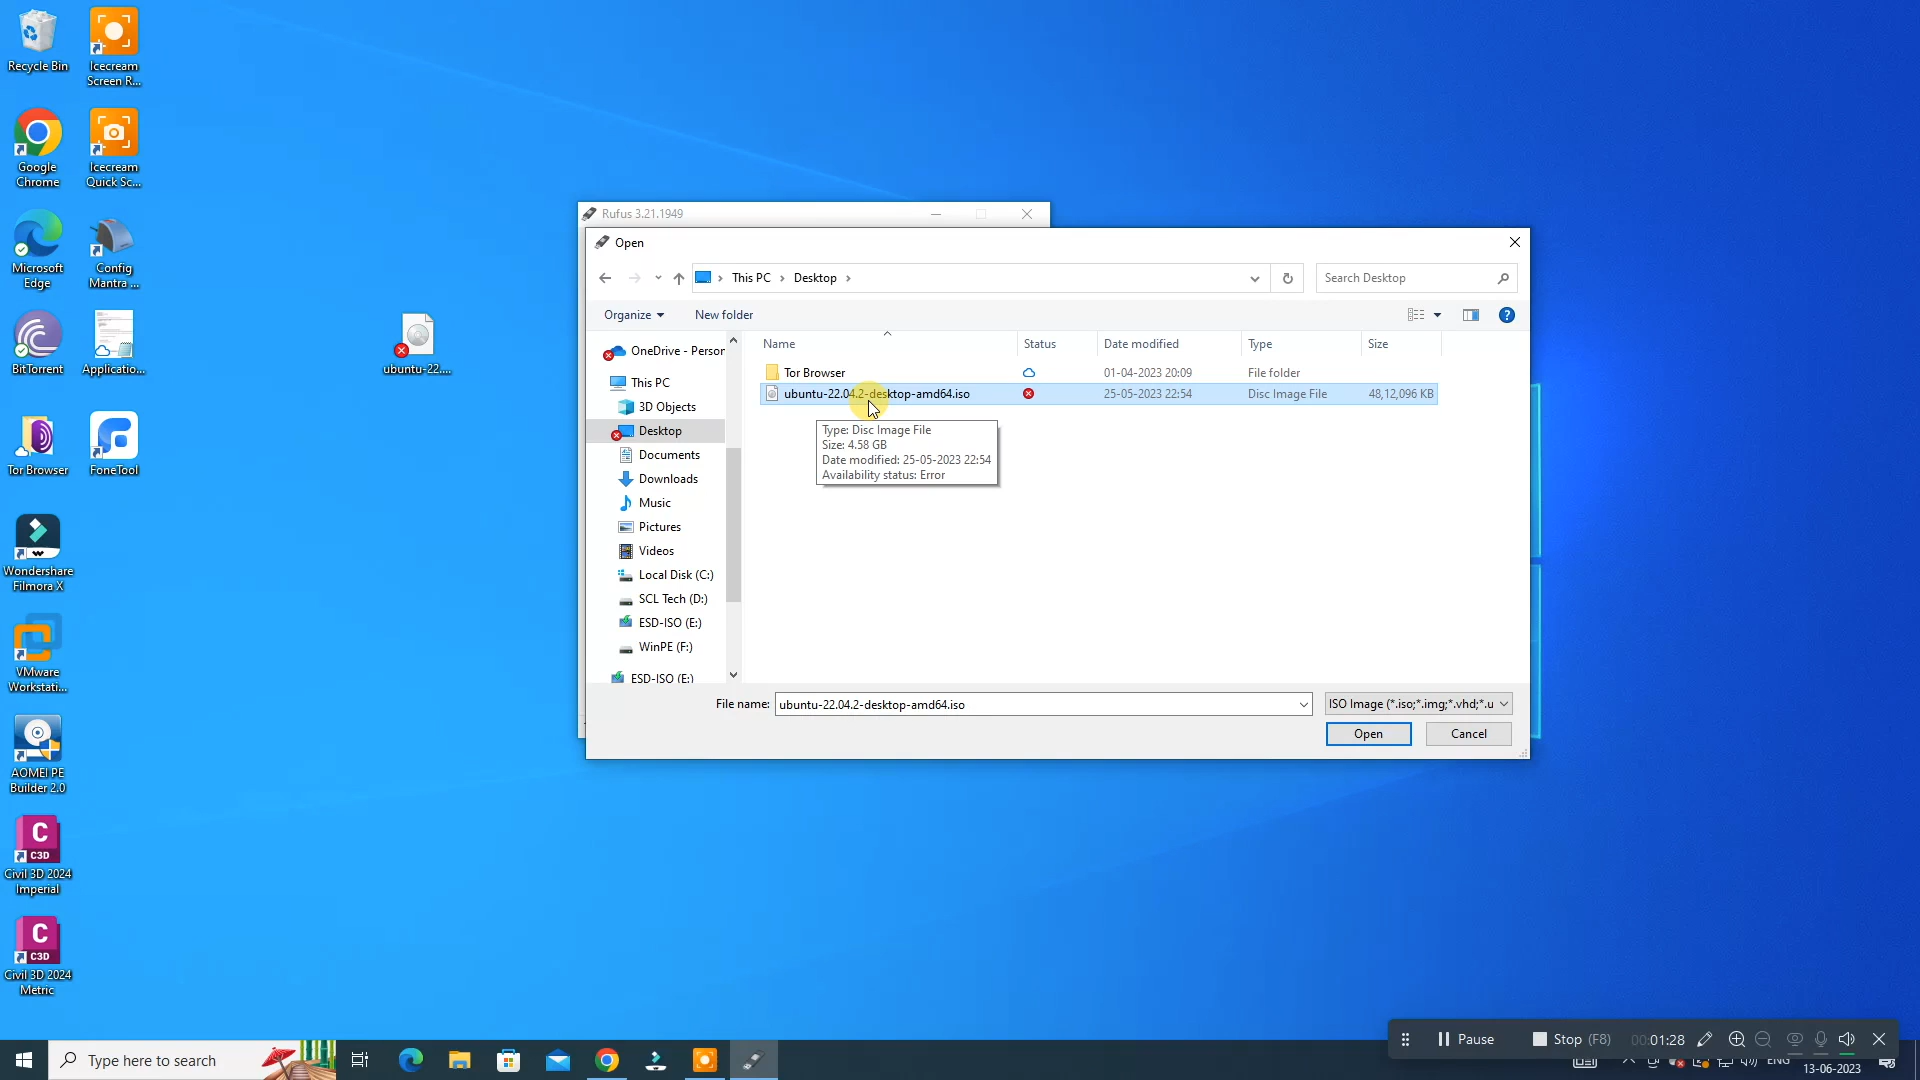 Recycle Bin
Icecream
Screen R...
Google
Chrome
Icecream
Quick Sc...
Microsoft
Edge
Config
Mantra ...
BitTorrent
Applicatio...
Tor Browser
FoneTool
Wondershare
Filmora X
VMware
Workstati...
AOMEI PE
Builder 2.0
C
C3D
Civil 3D 2024
Imperial
C
C3D
Civil 3D 2024
Metric
ubuntu-22....
Rufus 3.21.1949
Open
This PC
Desktop
Search Desktop
Organize
New folder
OneDrive - Person
This PC
3D Objects
Desktop
Documents
Downloads
Music
Pictures
Videos
Local Disk (C:)
SCL Tech (D:)
ESD-ISO (E:)
WinPE (F:)
ESD-ISO (E:)
Name Status Date modified Type Size
Tor Browser 01-04-2023 20:09 File folder
ubuntu-22.04.2-desktop-amd64.iso 25-05-2023 22:54 Disc Image File 48,12,096 KB
Type: Disc Image File
Size: 4.58 GB
Date modified: 25-05-2023 22:54
Availability status: Error
File name: ubuntu-22.04.2-desktop-amd64.iso ISO Image (*.iso;*.img;*.vhd;*.u
Open Cancel
Pause Stop (F8) 00:01:28
Type here to search
ENG
13-06-2023